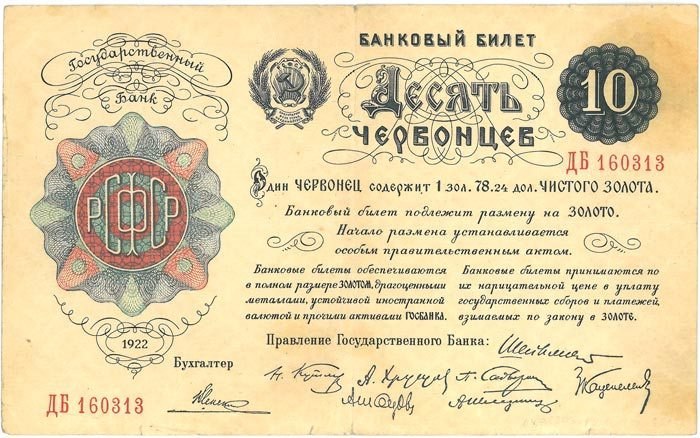 Государственный
Банк
БАНКОВЫЙ БИЛЕТ
ДЕСЯТЬ
ЧЕРВОНЦЕВ
10
ДБ 160313
Один ЧЕРВОНЕЦ содержит 1 зол. 78.24 дол. ЧИСТОГО ЗОЛОТА.
Банковый билет подлежит размену на ЗОЛОТО.
Начало размена устанавливается
особым правительственным актом.
Банковые билеты обеспечиваются
в полном размере ЗОЛОТОМ, драгоценными
металами, устойчивой иностранной
валютой и прочими активами ГОСБАНКА.
Банковые билеты принимаются по
их нарицательной цене в уплату
государственных сборов и платежей,
взимаемых по закону в ЗОЛОТЕ.
РСФСР
1922
Правление Государственного Банка:
Бухгалтер
ДБ 160313